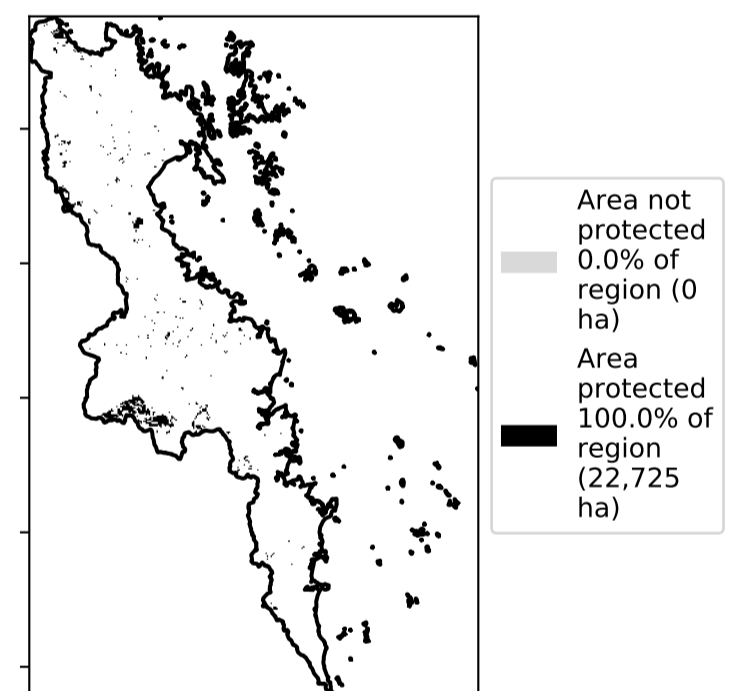 Area not
protected
0.0% of
region (0
ha)
Area
protected
100.0% of
region
(22,725
ha)